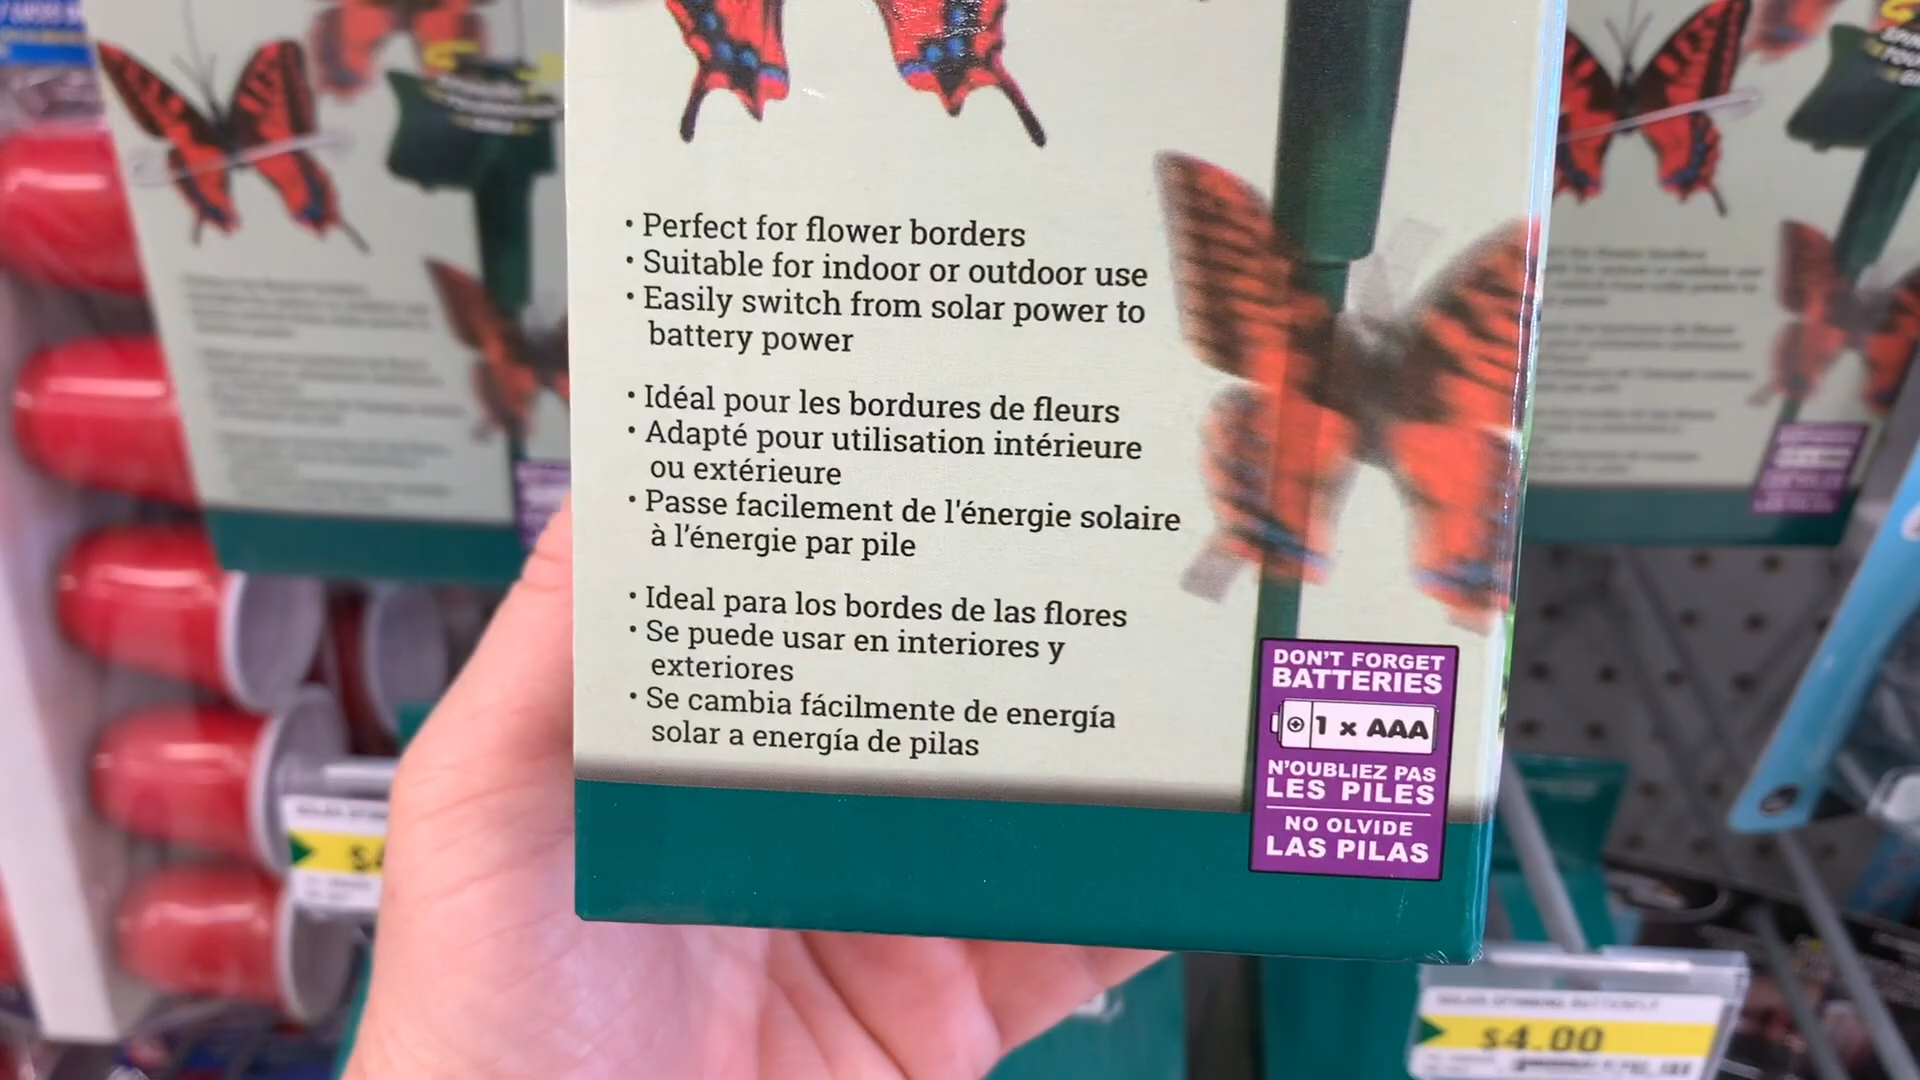 • Perfect for flower borders
• Suitable for indoor or outdoor use
• Easily switch from solar power to
battery power
• Idéal pour les bordures de fleurs
• Adapté pour utilisation intérieure
ou extérieure
• Passe facilement de l'énergie solaire
à l'énergie par pile
• Ideal para los bordes de las flores
• Se puede usar en interiores y
exteriores
• Se cambia fácilmente de energía
solar a energía de pilas
DON'T FORGET
BATTERIES
1 x AAA
N'OUBLIEZ PAS
LES PILES
NO OLVIDE
LAS PILAS
$4.00